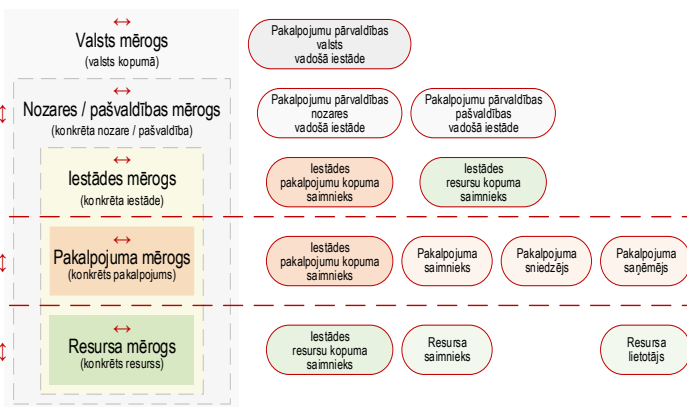 Valsts mērogs
(valsts kopumā)
Pakalpojumu pārvaldības
valsts
vadošā iestāde
Nozares / pašvaldības mērogs
(konkrēta nozare / pašvaldība)
Pakalpojumu pārvaldības
nozares
vadošā iestāde
Pakalpojumu pārvaldības
pašvaldības
vadošā iestāde
Iestādes mērogs
(konkrēta iestāde)
Iestādes
pakalpojumu kopuma
saimnieks
Iestādes
resursu kopuma
saimnieks
Pakalpojuma mērogs
(konkrēts pakalpojums)
Iestādes
pakalpojumu kopuma
saimnieks
Pakalpojuma
saimnieks
Pakalpojuma
sniedzējs
Pakalpojuma
saņēmējs
Resursa mērogs
(konkrēts resurss)
Iestādes
resursu kopuma
saimnieks
Resursa
saimnieks
Resursa
lietotājs